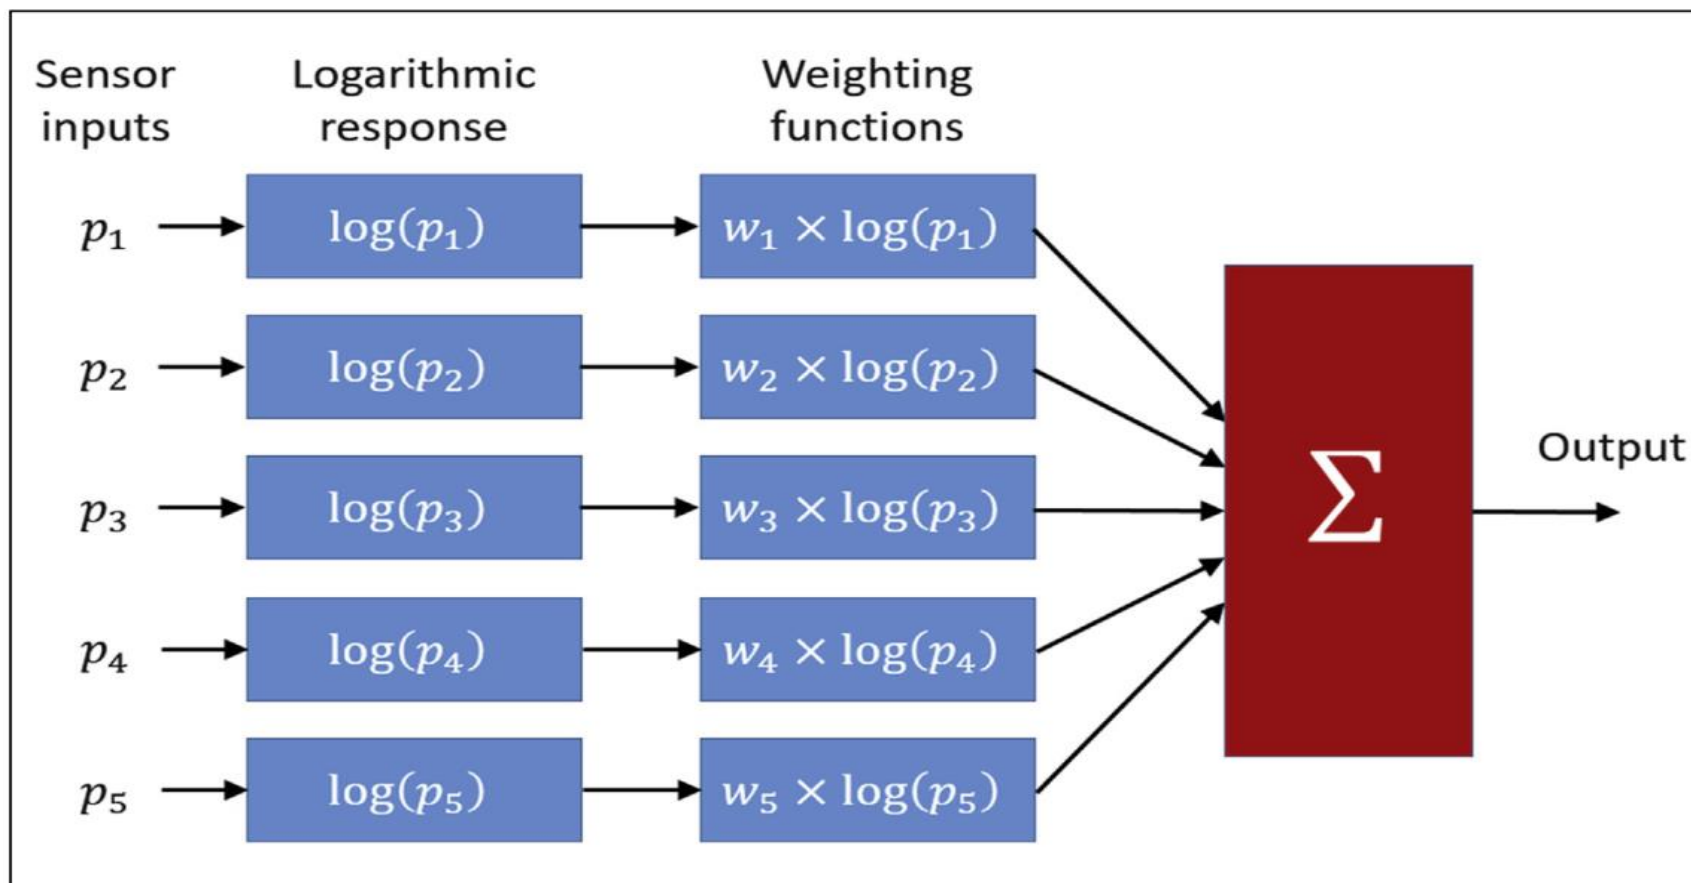 Sensor inputs
Logarithmic response
Weighting functions
p₁ log(p₁) w₁ × log(p₁)
p₂ log(p₂) w₂ × log(p₂)
p₃ log(p₃) w₃ × log(p₃)
p₄ log(p₄) w₄ × log(p₄)
p₅ log(p₅) w₅ × log(p₅)
Σ
Output